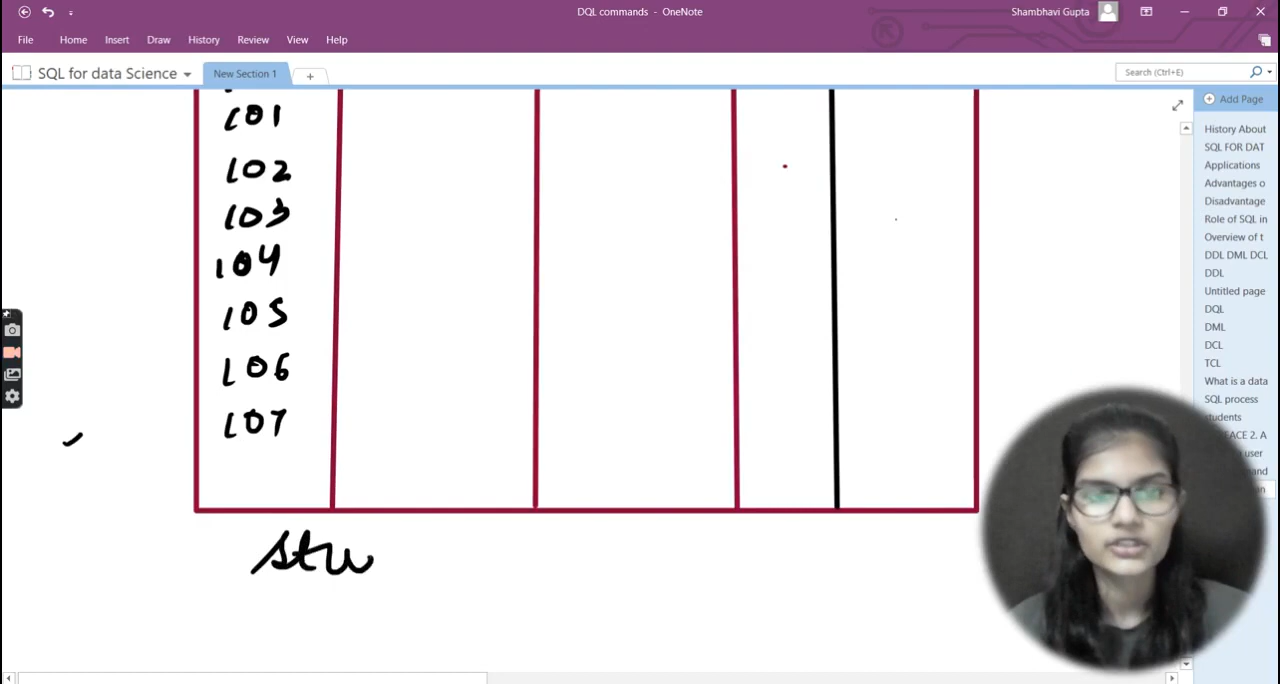 DQL commands - OneNote
Shambhavi Gupta
File Home Insert Draw History Review View Help
SQL for data Science
New Section 1
+
Search (Ctrl+E)
Add Page
History About
SQL FOR DAT
Applications
Advantages o
Disadvantage
Role of SQL in
Overview of t
DDL DML DCL
DDL
Untitled page
DQL
DML
DCL
TCL
What is a data
SQL process
students
ACE 2. A
user
101
102
103
104
105
106
107
stu